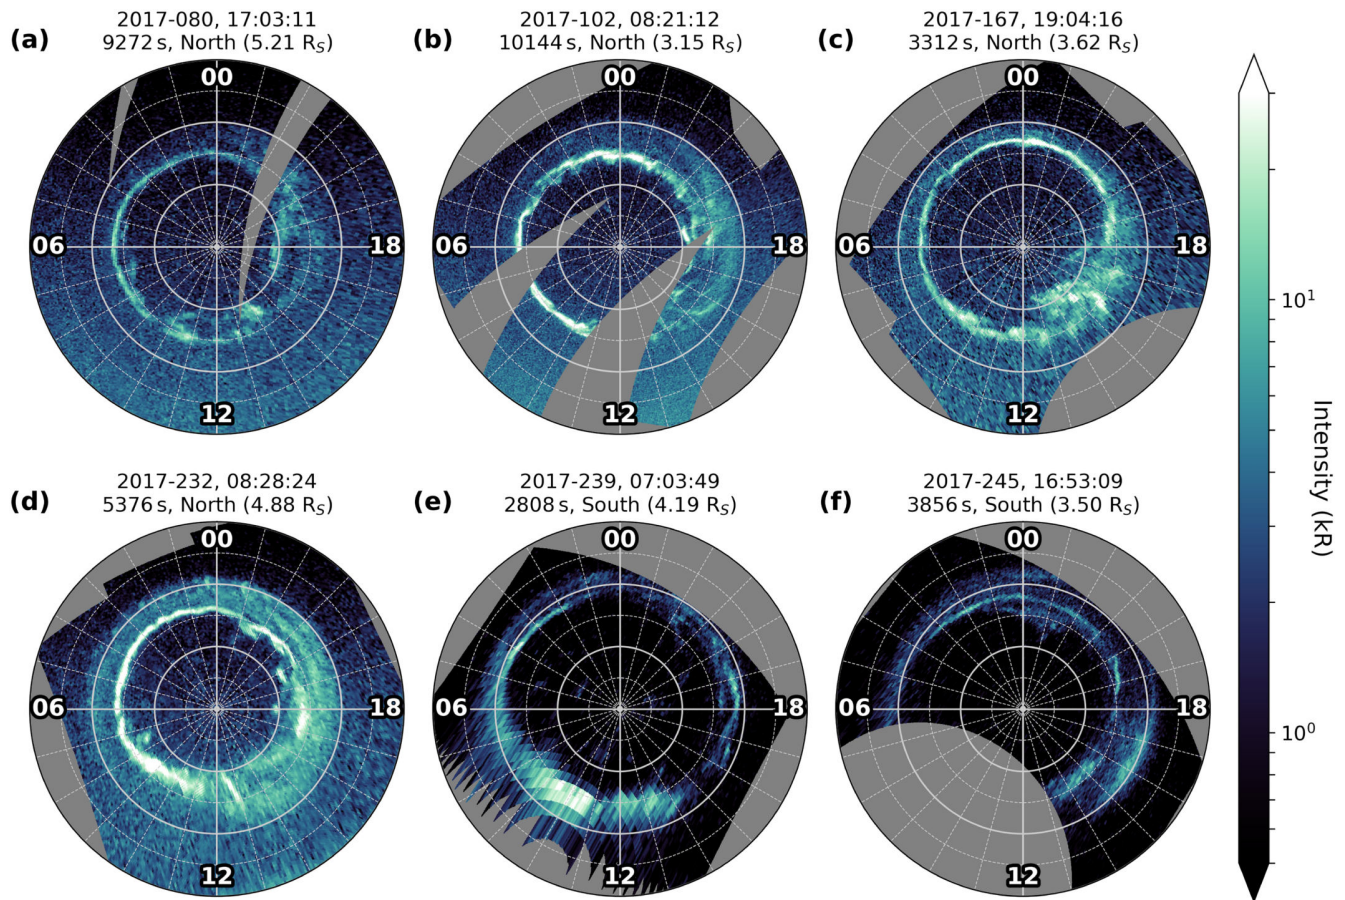 (a)
2017-080, 17:03:11
9272 s, North (5.21 R_S)
00
06
18
12
(b)
2017-102, 08:21:12
10144 s, North (3.15 R_S)
00
06
18
12
(c)
2017-167, 19:04:16
3312 s, North (3.62 R_S)
00
06
18
12
(d)
2017-232, 08:28:24
5376 s, North (4.88 R_S)
00
06
18
12
(e)
2017-239, 07:03:49
2808 s, South (4.19 R_S)
00
06
18
12
(f)
2017-245, 16:53:09
3856 s, South (3.50 R_S)
00
06
18
12
10¹
10⁰
Intensity (kR)